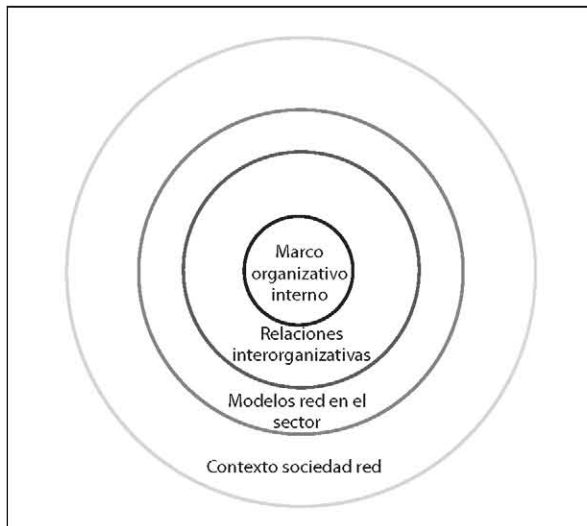 Marco
organizativo
interno
Relaciones
interorganizativas
Modelos red en el
sector
Contexto sociedad red